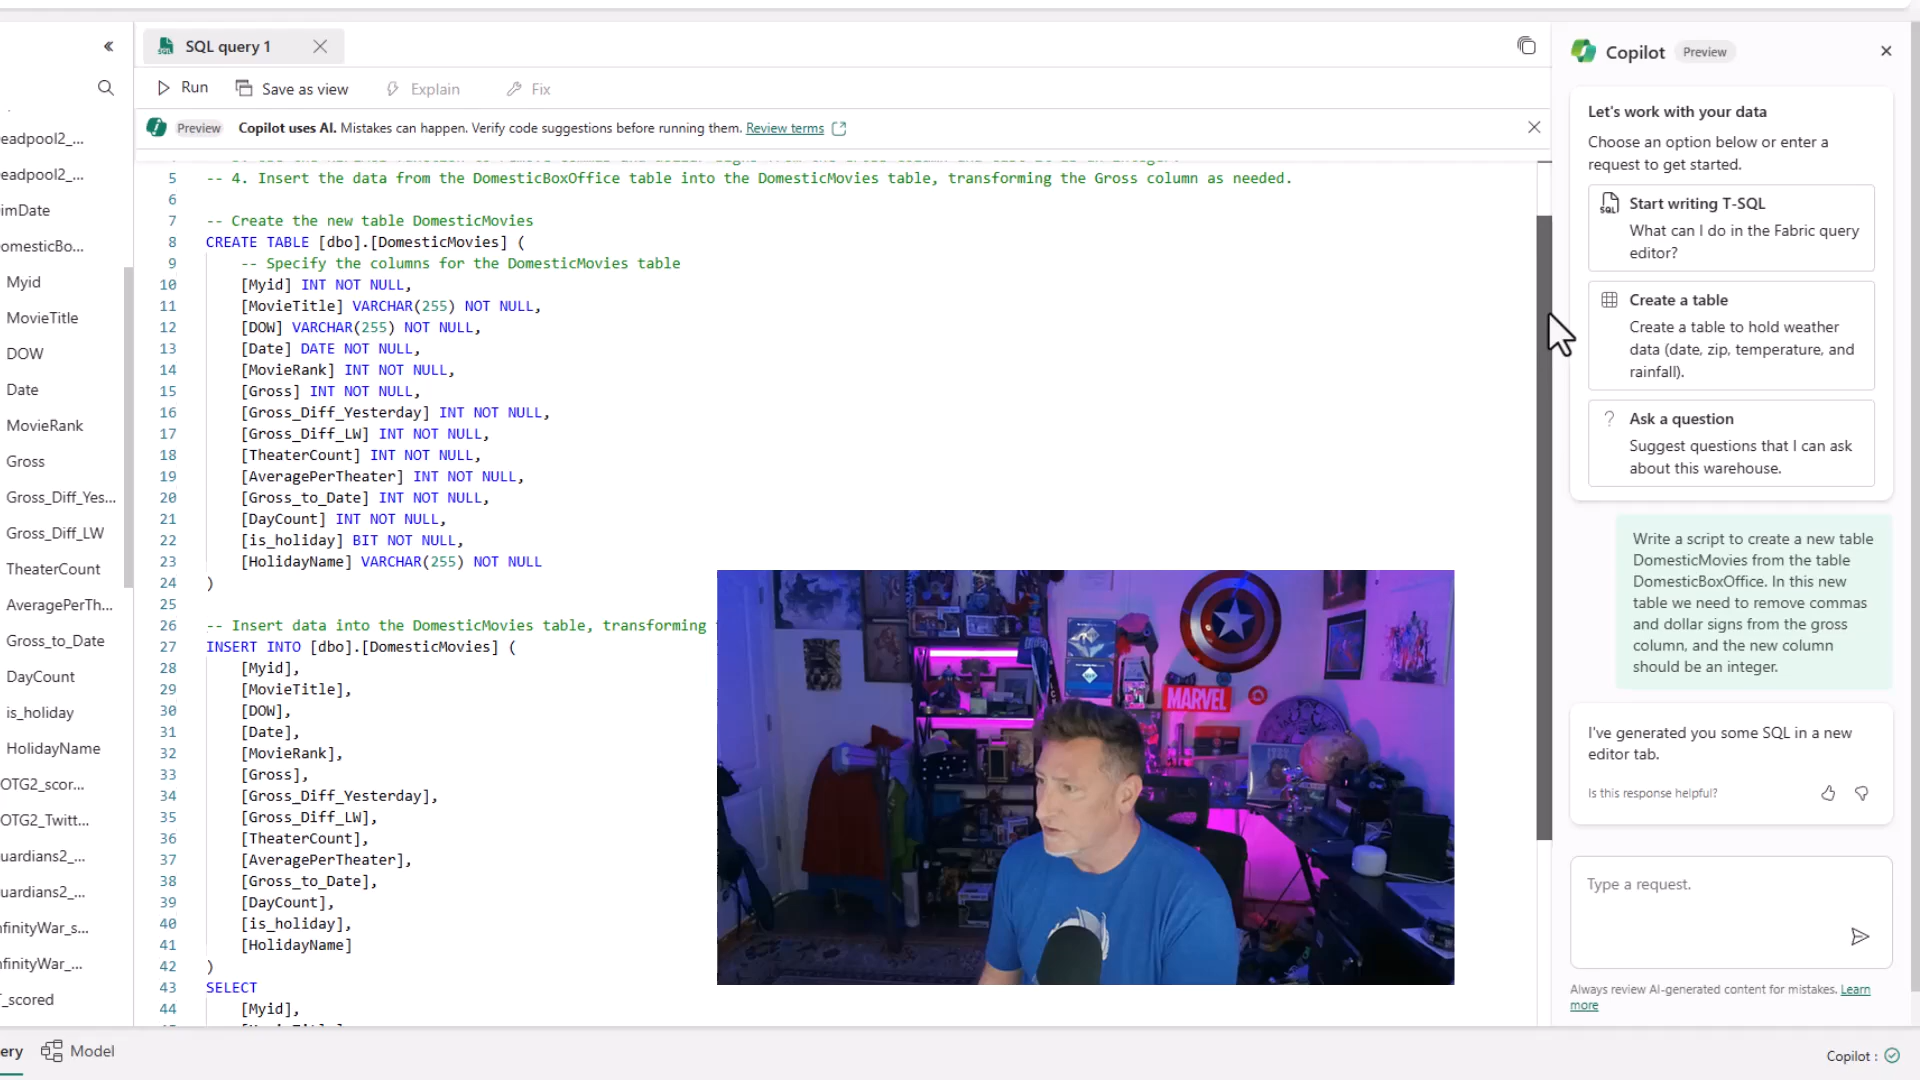 SQL query 1
Run
Save as view
Explain
Fix
Preview
Copilot uses AI. Mistakes can happen. Verify code suggestions before running them. Review terms
eadpool2_...
eadpool2_...
imDate
omesticBo...
Myid
MovieTitle
DOW
Date
MovieRank
Gross
Gross_Diff_Yes...
Gross_Diff_LW
TheaterCount
AveragePerTh...
Gross_to_Date
DayCount
is_holiday
HolidayName
OTG2_scor...
OTG2_Twitt...
uardians2_...
uardians2_...
nfinityWar_s...
nfinityWar_...
_scored
5 -- 4. Insert the data from the DomesticBoxOffice table into the DomesticMovies table, transforming the Gross column as needed.
6
7 -- Create the new table DomesticMovies
8 CREATE TABLE [dbo].[DomesticMovies] (
9 -- Specify the columns for the DomesticMovies table
10 [Myid] INT NOT NULL,
11 [MovieTitle] VARCHAR(255) NOT NULL,
12 [DOW] VARCHAR(255) NOT NULL,
13 [Date] DATE NOT NULL,
14 [MovieRank] INT NOT NULL,
15 [Gross] INT NOT NULL,
16 [Gross_Diff_Yesterday] INT NOT NULL,
17 [Gross_Diff_LW] INT NOT NULL,
18 [TheaterCount] INT NOT NULL,
19 [AveragePerTheater] INT NOT NULL,
20 [Gross_to_Date] INT NOT NULL,
21 [DayCount] INT NOT NULL,
22 [is_holiday] BIT NOT NULL,
23 [HolidayName] VARCHAR(255) NOT NULL
24 )
25
26 -- Insert data into the DomesticMovies table, transforming
27 INSERT INTO [dbo].[DomesticMovies] (
28 [Myid],
29 [MovieTitle],
30 [DOW],
31 [Date],
32 [MovieRank],
33 [Gross],
34 [Gross_Diff_Yesterday],
35 [Gross_Diff_LW],
36 [TheaterCount],
37 [AveragePerTheater],
38 [Gross_to_Date],
39 [DayCount],
40 [is_holiday],
41 [HolidayName]
42 )
43 SELECT
44 [Myid],
MARVEL
Copilot Preview
Let's work with your data
Choose an option below or enter a
request to get started.
Start writing T-SQL
What can I do in the Fabric query
editor?
Create a table
Create a table to hold weather
data (date, zip, temperature, and
rainfall).
Ask a question
Suggest questions that I can ask
about this warehouse.
Write a script to create a new table
DomesticMovies from the table
DomesticBoxOffice. In this new
table we need to remove commas
and dollar signs from the gross
column, and the new column
should be an integer.
I've generated you some SQL in a new
editor tab.
Is this response helpful?
Type a request.
Always review AI-generated content for mistakes. Learn
more
ery
Model
Copilot :